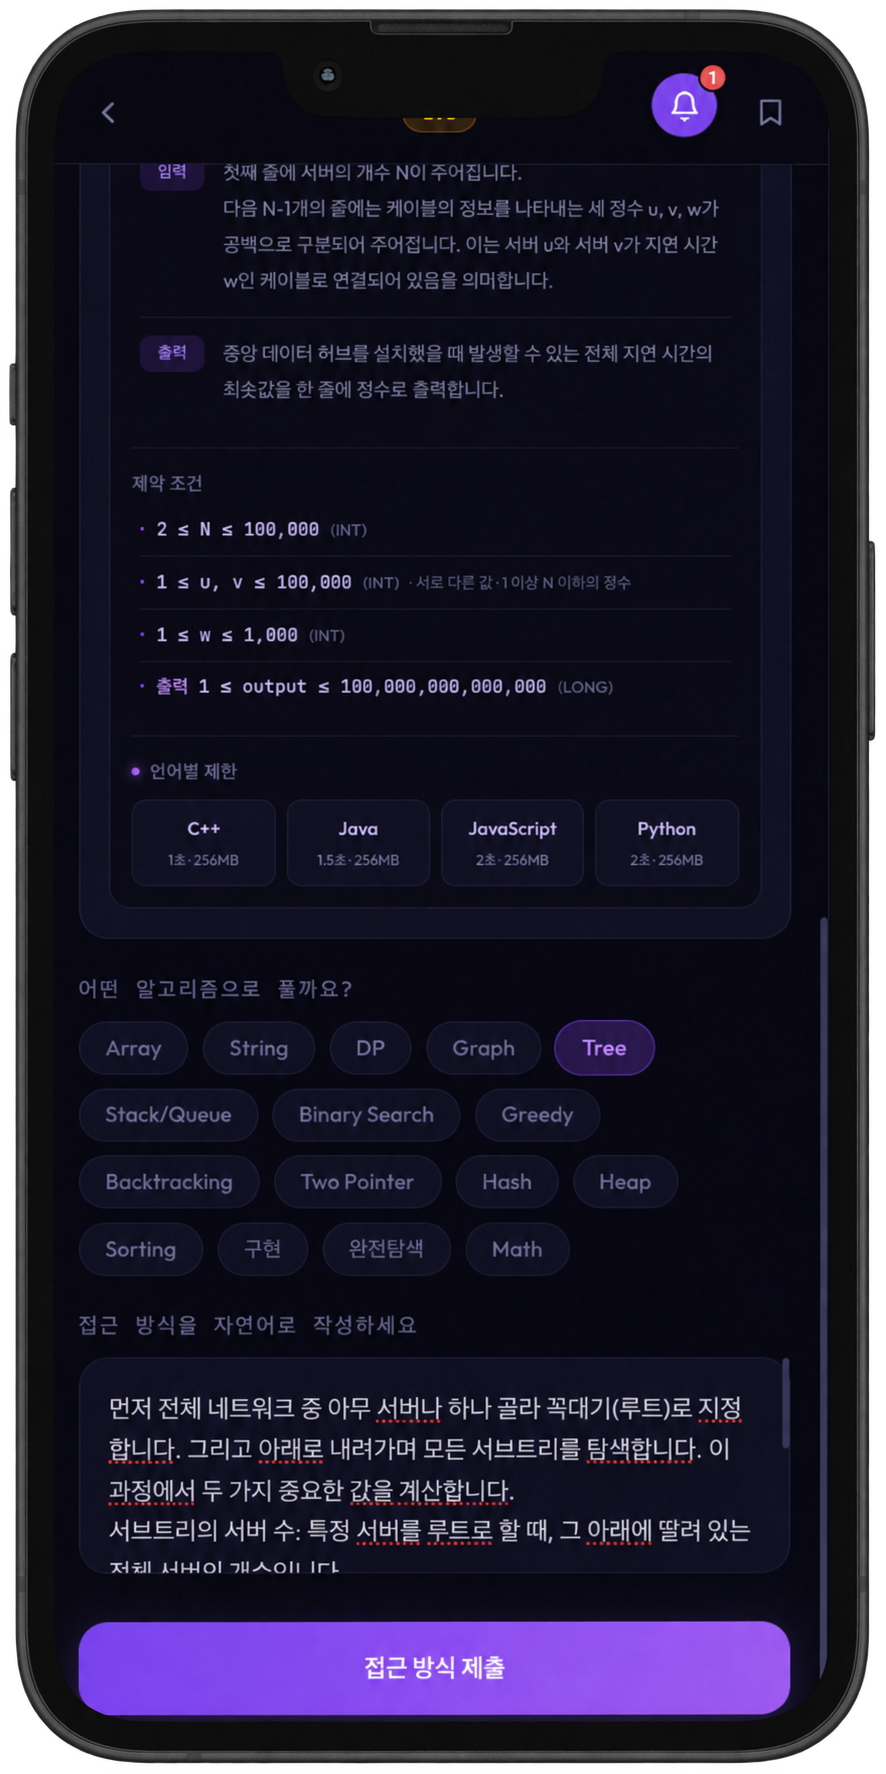 1
입력
첫째 줄에 서버의 개수 N이 주어집니다.
다음 N-1개의 줄에는 케이블의 정보를 나타내는 세 정수 u, v, w가
공백으로 구분되어 주어집니다. 이는 서버 u와 서버 v가 지연 시간
w인 케이블로 연결되어 있음을 의미합니다.
출력
중앙 데이터 허브를 설치했을 때 발생할 수 있는 전체 지연 시간의
최솟값을 한 줄에 정수로 출력합니다.
제약 조건
· 2 ≤ N ≤ 100,000 (INT)
· 1 ≤ u, v ≤ 100,000 (INT) · 서로 다른 값 · 1 이상 N 이하의 정수
· 1 ≤ w ≤ 1,000 (INT)
· 출력 1 ≤ output ≤ 100,000,000,000,000 (LONG)
• 언어별 제한
C++ Java JavaScript Python
1초·256MB 1.5초·256MB 2초·256MB 2초·256MB
어떤 알고리즘으로 풀까요?
Array String DP Graph Tree
Stack/Queue Binary Search Greedy
Backtracking Two Pointer Hash Heap
Sorting 구현 완전탐색 Math
접근 방식을 자연어로 작성하세요
먼저 전체 네트워크 중 아무 서버나 하나 골라 꼭대기(루트)로 지정
합니다. 그리고 아래로 내려가며 모든 서브트리를 탐색합니다. 이
과정에서 두 가지 중요한 값을 계산합니다.
서브트리의 서버 수: 특정 서버를 루트로 할 때, 그 아래에 딸려 있는
전체 서버의 개수입니다
접근 방식 제출